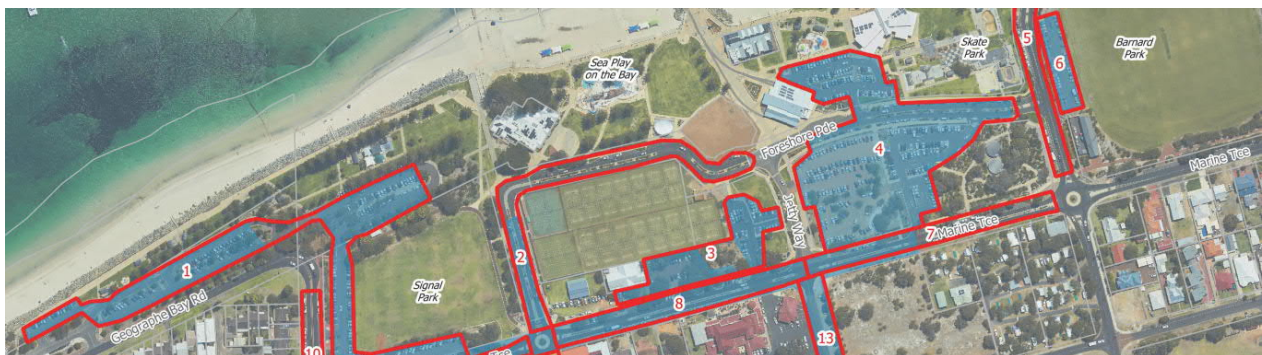 5
6
Skate
Park
Barnard
Park
Sea Play
on the Bay
Foreshore Pde
4
Marine Tce
Jetty Way
7
Marine Tce
3
2
1
Geographe Bay Rd
Signal
Park
8
13
10
Tce